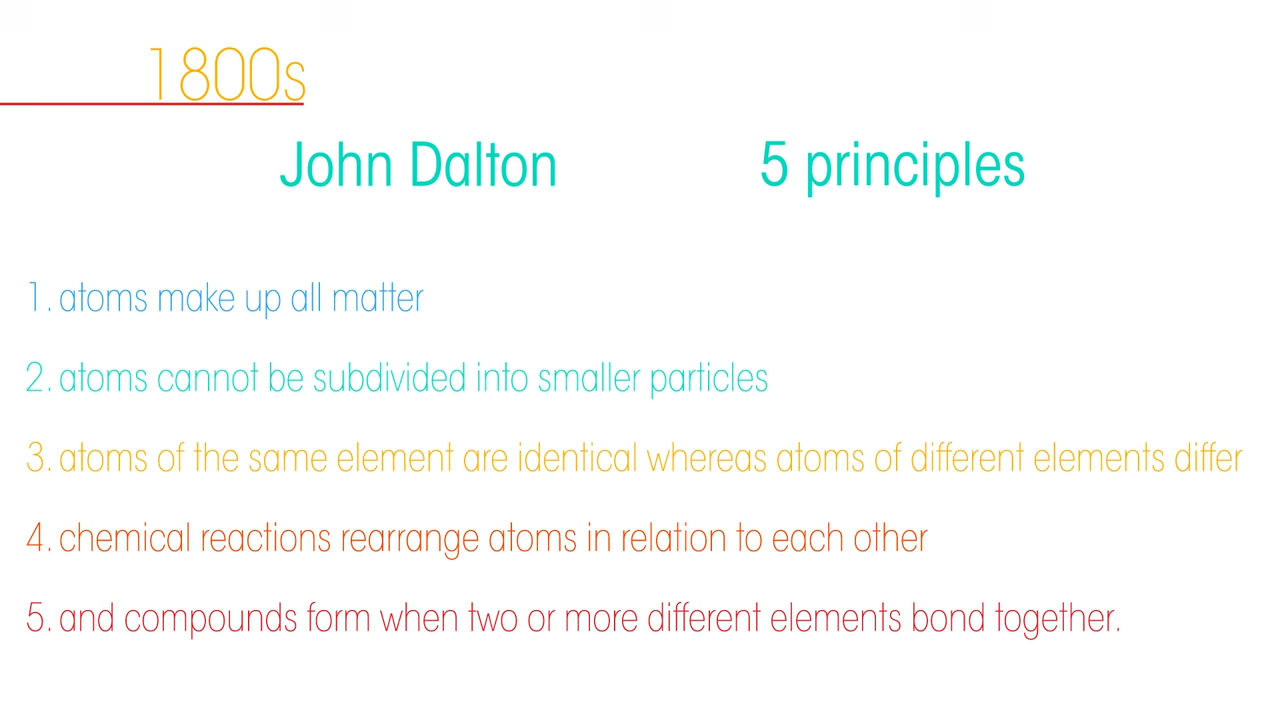 1800s
John Dalton 5 principles
1. atoms make up all matter
2. atoms cannot be subdivided into smaller particles
3. atoms of the same element are identical whereas atoms of different elements differ
4. chemical reactions rearrange atoms in relation to each other
5. and compounds form when two or more different elements bond together.